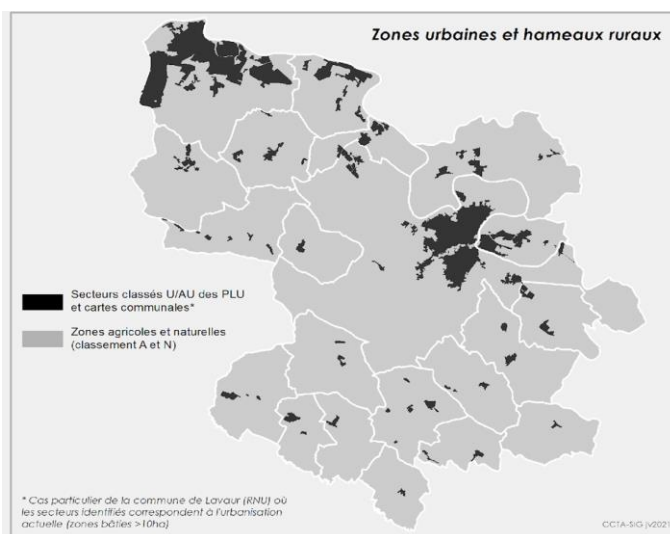 Zones urbaines et hameaux ruraux
Secteurs classés U/AU des PLU
et cartes communales*
Zones agricoles et naturelles
(classement A et N)
* Cas particulier de la commune de Lavaur (RNU) où
les secteurs identifiés correspondent à l'urbanisation
actuelle (zones bâties >10ha)
CCTA-SIG jv2021